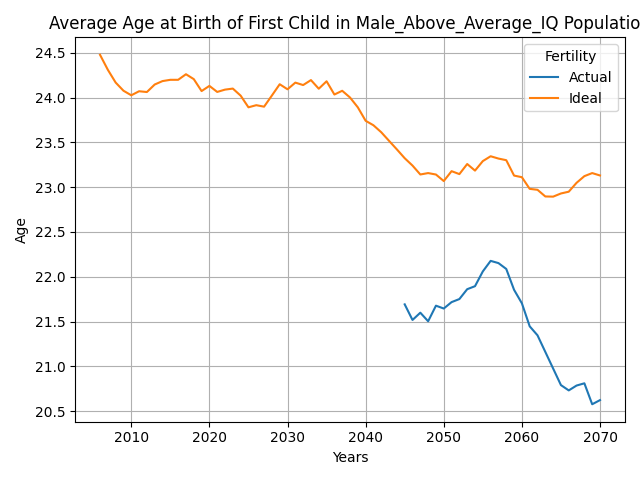 Average Age at Birth of First Child in Male_Above_Average_IQ Populatio
24.5
24.0
23.5
23.0
22.5
22.0
21.5
21.0
20.5
Age
Fertility
Actual
Ideal
2010 2020 2030 2040 2050 2060 2070
Years